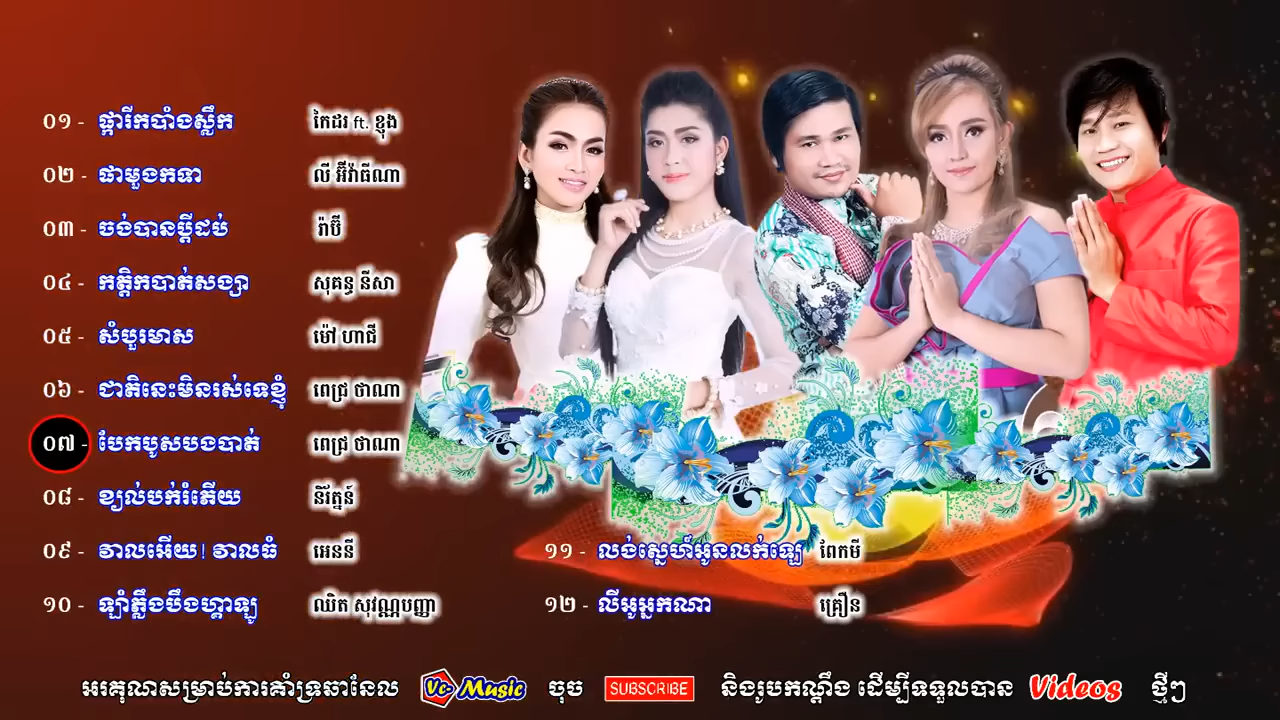 ០១ - ផ្ការីកបាំងស្លឹក កែដរ ft. ខ្ញុង
០២ - ផាមួងកទា លី អ៊ីវ៉ាធីណា
០៣ - ចង់បានប្ដីដប់ រ៉ាប៊ី
០៤ - កត្តិកបាត់សង្សា សុគន្ធ នីសា
០៥ - សំបួរមាស ម៉ៅ ហាជី
០៦ - ជាតិនេះមិនរស់ទេខ្ញុំ ពេជ្រ ថាណា
០៧ - បែកបូសបងបាត់ ពេជ្រ ថាណា
០៨ - ខ្យល់បក់រំភើយ និរ័ត្នន៍
០៩ - វាលអើយ! វាលធំ អេននី
១០ - ឡាំភ្លឹងបឹងហ្គាឡូ ឈិត សុវណ្ណបញ្ញា
១១ - លង់ស្នេហ៍អូនលក់ឡេ ពែកមី
១២ - លីអូអ្នកណា គ្រឿន
អរគុណសម្រាប់ការគាំទ្រឆានែល Vc Music ចុច SUBSCRIBE និងរូបកណ្ដឹង ដើម្បីទទួលបាន Videos ថ្មីៗ